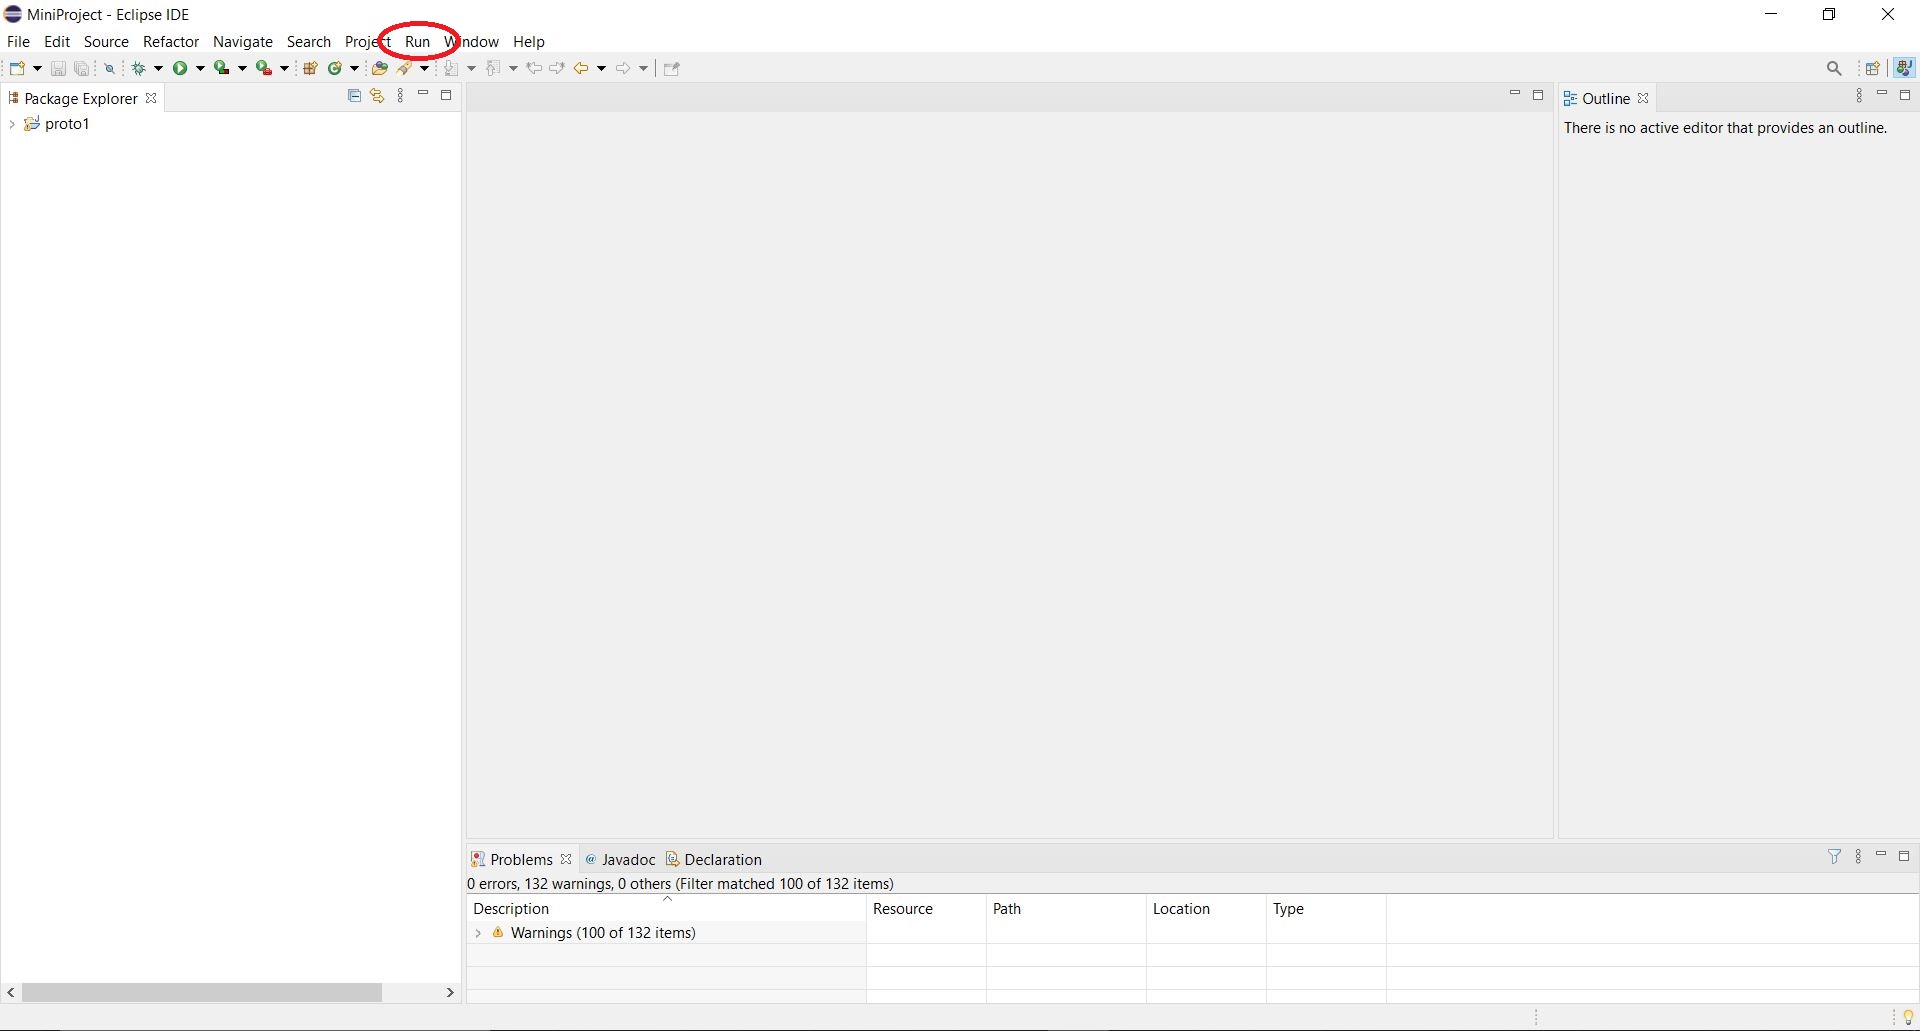 MiniProject - Eclipse IDE
File Edit Source Refactor Navigate Search Project Run Window Help
Package Explorer
proto1
Outline
There is no active editor that provides an outline.
Problems @ Javadoc Declaration
0 errors, 132 warnings, 0 others (Filter matched 100 of 132 items)
Description Resource Path Location Type
Warnings (100 of 132 items)